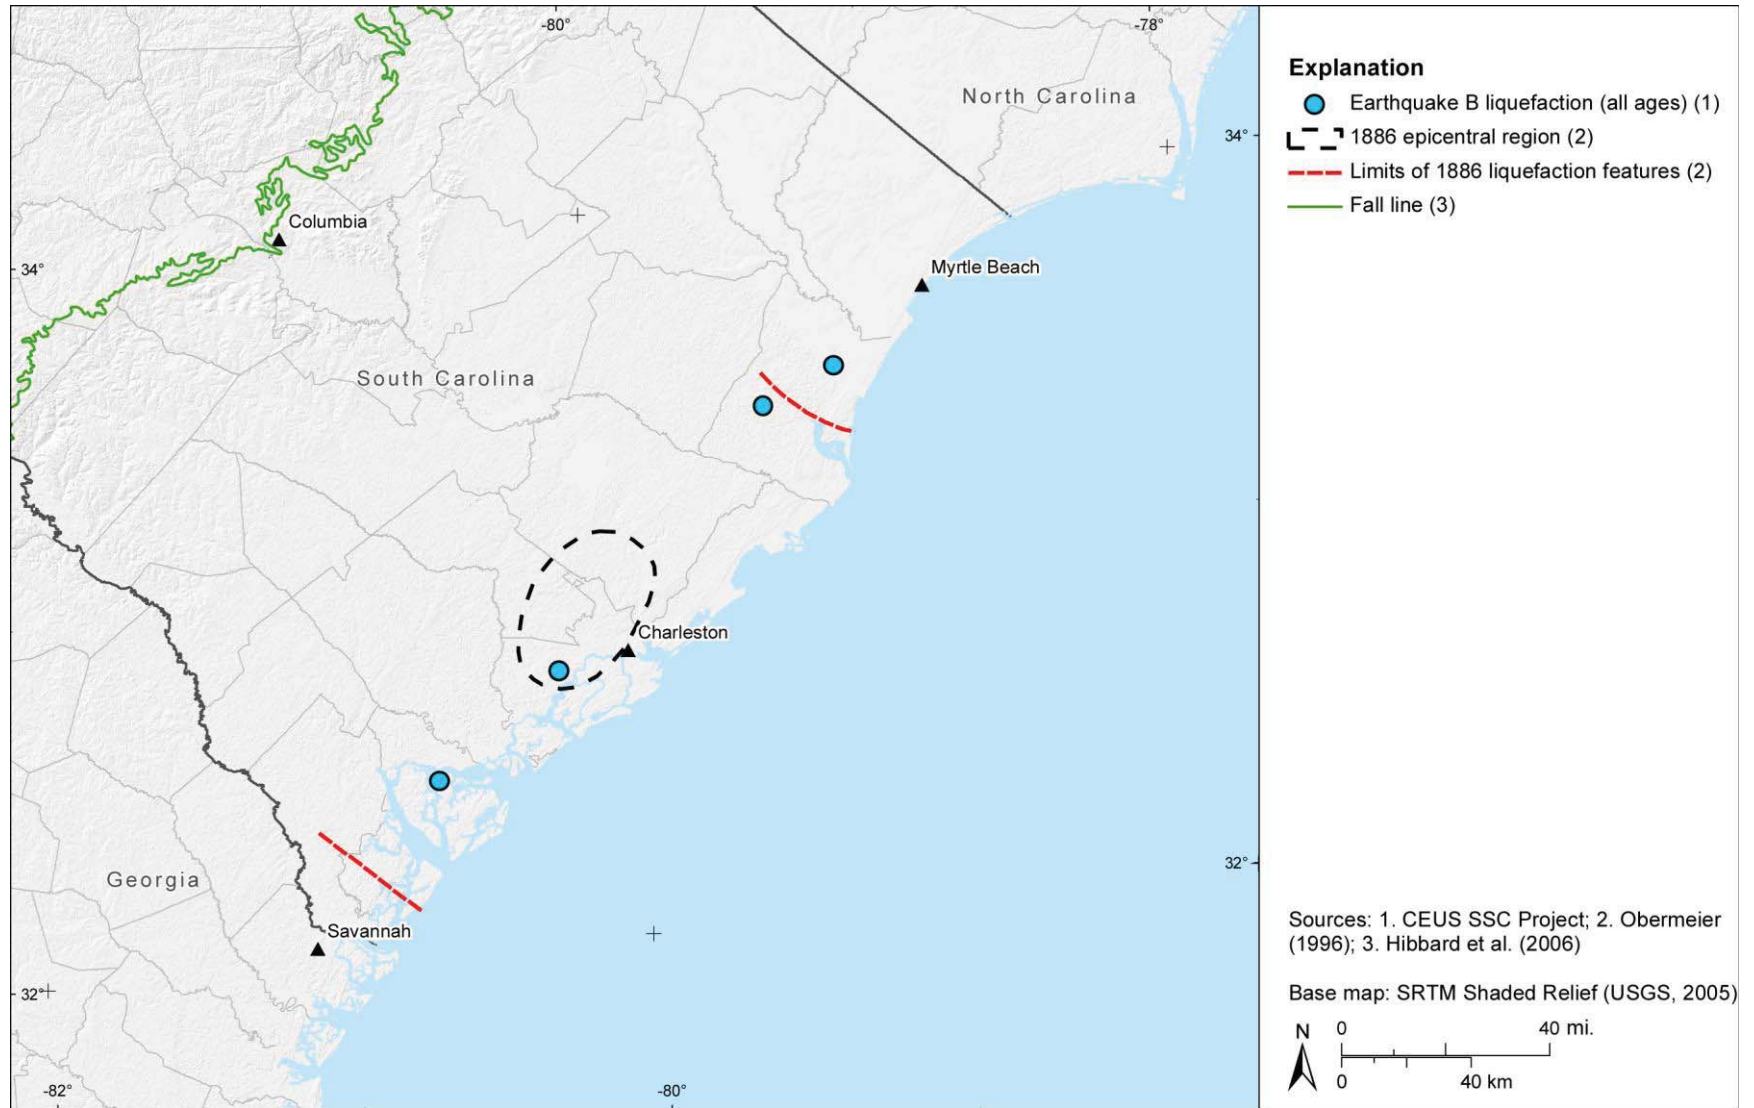 -80°
-78°
North Carolina
34°
Columbia
34°
Myrtle Beach
South Carolina
Charleston
32°
Georgia
Savannah
32°
-82°
-80°
Explanation
Earthquake B liquefaction (all ages) (1)
1886 epicentral region (2)
Limits of 1886 liquefaction features (2)
Fall line (3)
Sources: 1. CEUS SSC Project; 2. Obermeier
(1996); 3. Hibbard et al. (2006)
Base map: SRTM Shaded Relief (USGS, 2005)
N
0 40 mi.
0 40 km